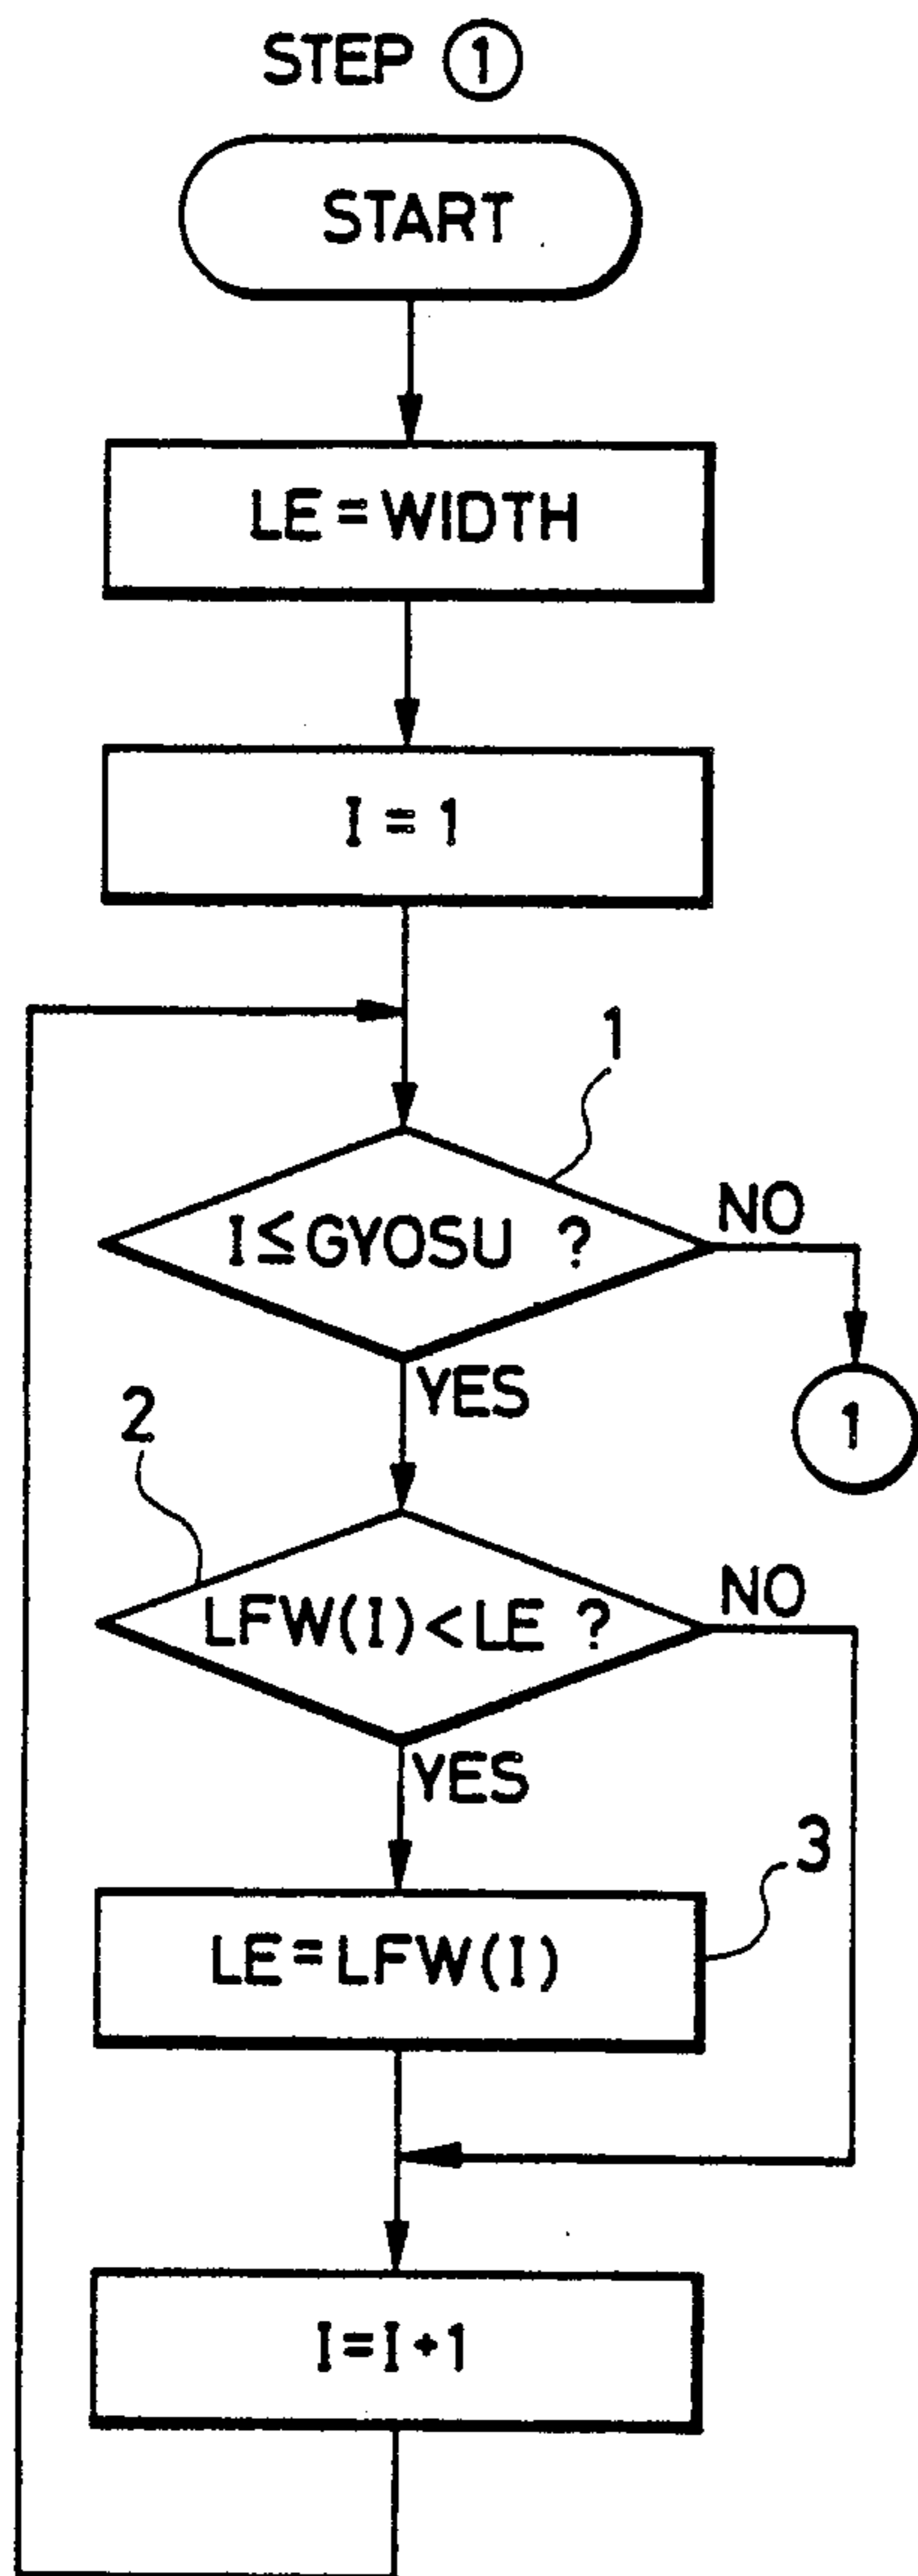 STEP 1
START
LE=WIDTH
I=1
1
I≤GYOSU ?
NO
YES
1
2
LFW(I)<LE ?
NO
YES
3
LE=LFW(I)
I=I+1